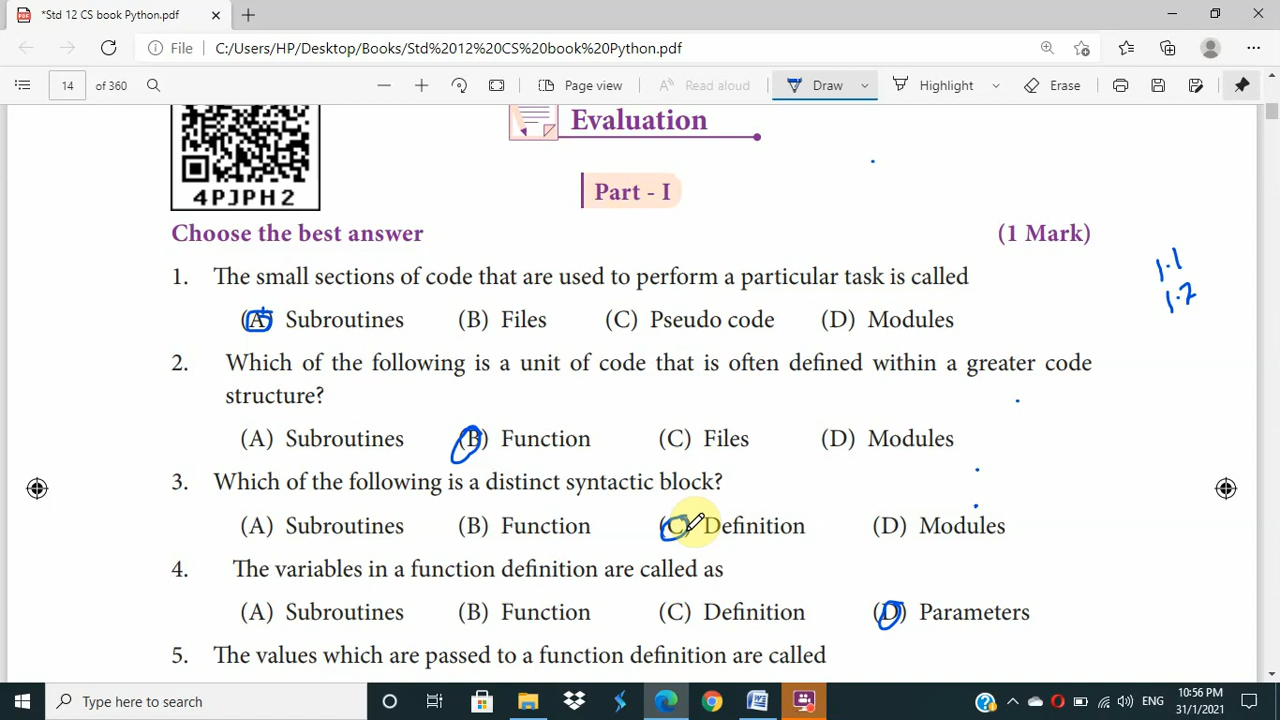 *Std 12 CS book Python.pdf
File C:/Users/HP/Desktop/Books/Std%2012%20CS%20book%20Python.pdf
14 of 360 Page view Read aloud Draw Highlight Erase
Evaluation
4PJPH2
Part - I
Choose the best answer (1 Mark)
1.1
1.2
1. The small sections of code that are used to perform a particular task is called
(A) Subroutines (B) Files (C) Pseudo code (D) Modules
2. Which of the following is a unit of code that is often defined within a greater code
structure?
(A) Subroutines (B) Function (C) Files (D) Modules
3. Which of the following is a distinct syntactic block?
(A) Subroutines (B) Function (C) Definition (D) Modules
4. The variables in a function definition are called as
(A) Subroutines (B) Function (C) Definition (D) Parameters
5. The values which are passed to a function definition are called
Type here to search ENG 10:56 PM
31/1/2021